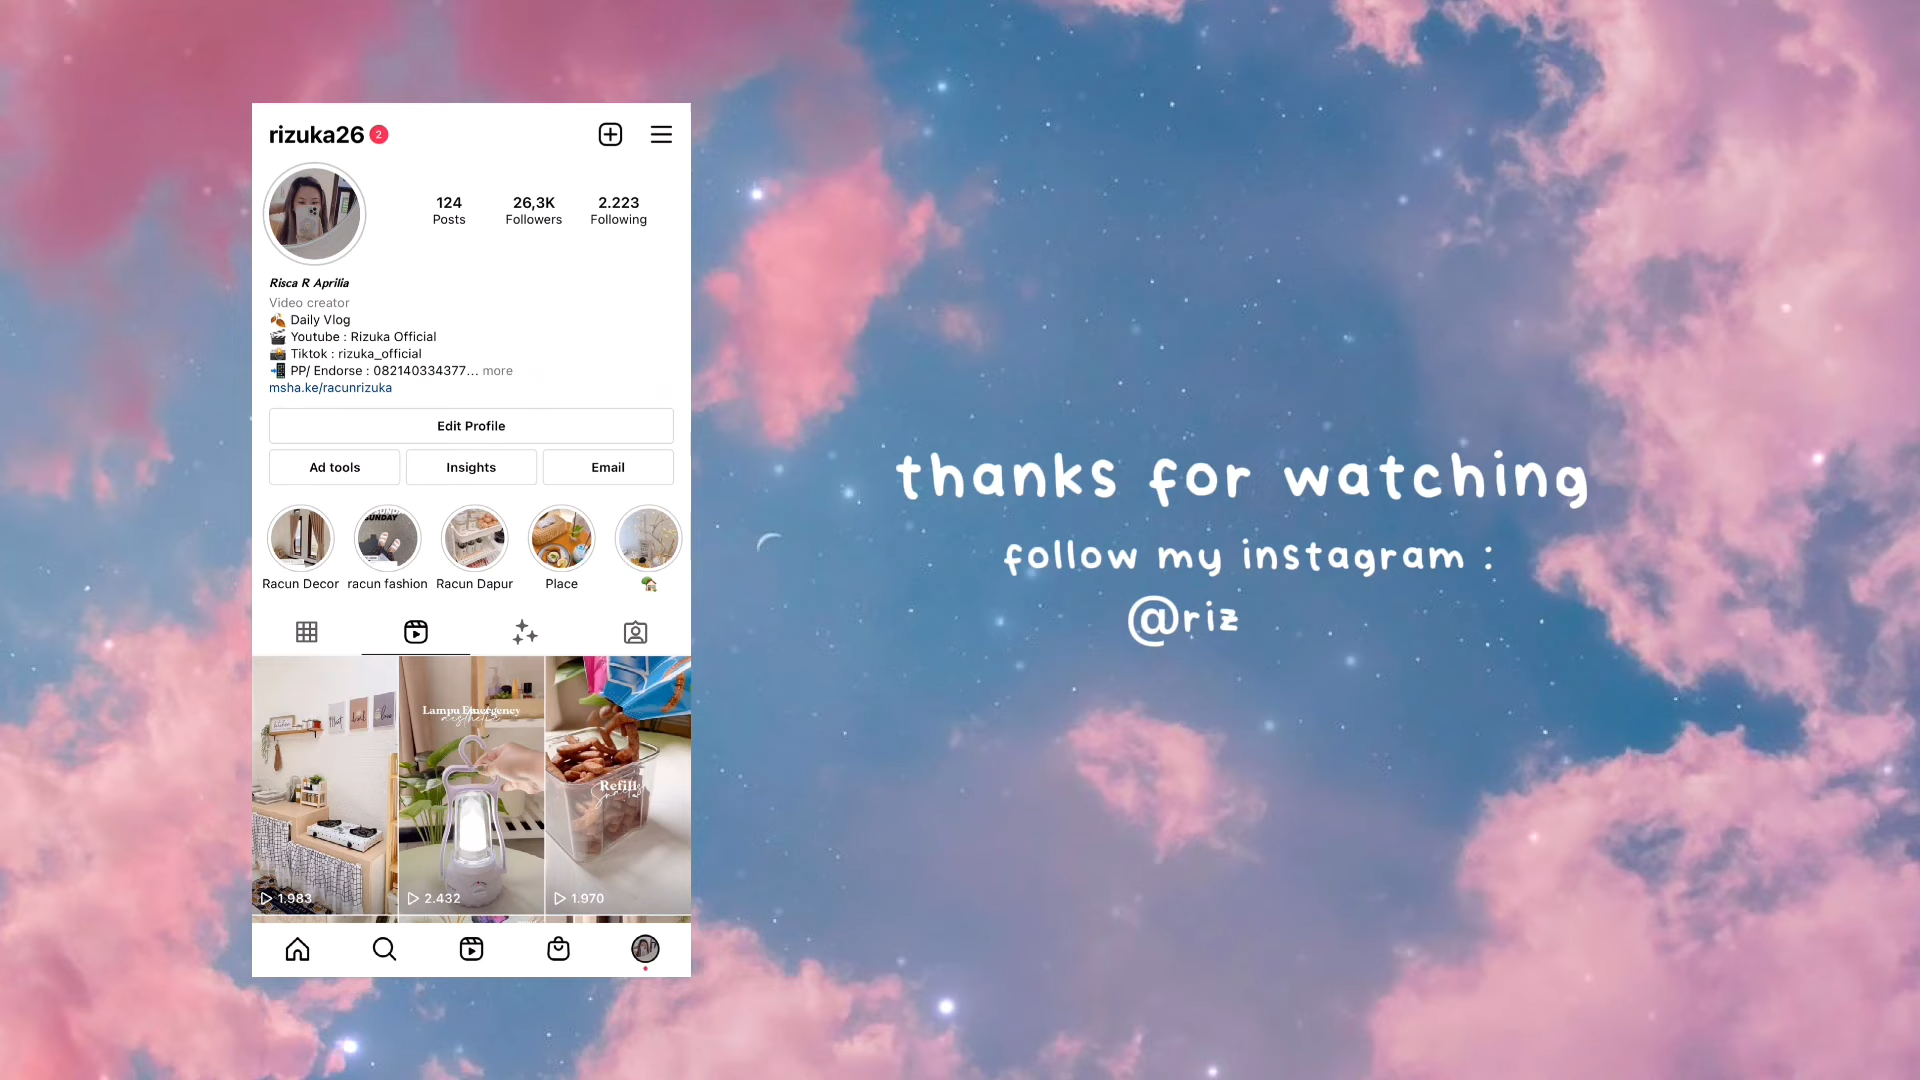 rizuka26 2
124 26,3K 2.223
Posts Followers Following
Risca R Aprilia
Video creator
🍂 Daily Vlog
🎬 Youtube : Rizuka Official
📸 Tiktok : rizuka_official
📲 PP/ Endorse : 082140334377... more
msha.ke/racunrizuka
Edit Profile
Ad tools Insights Email
SUNDAY
Racun Decor racun fashion Racun Dapur Place 🏡
Lampu Emergency
aesthetic
Refill
Snacks
1.983 2.432 1.970
thanks for watching
follow my instagram :
@riz